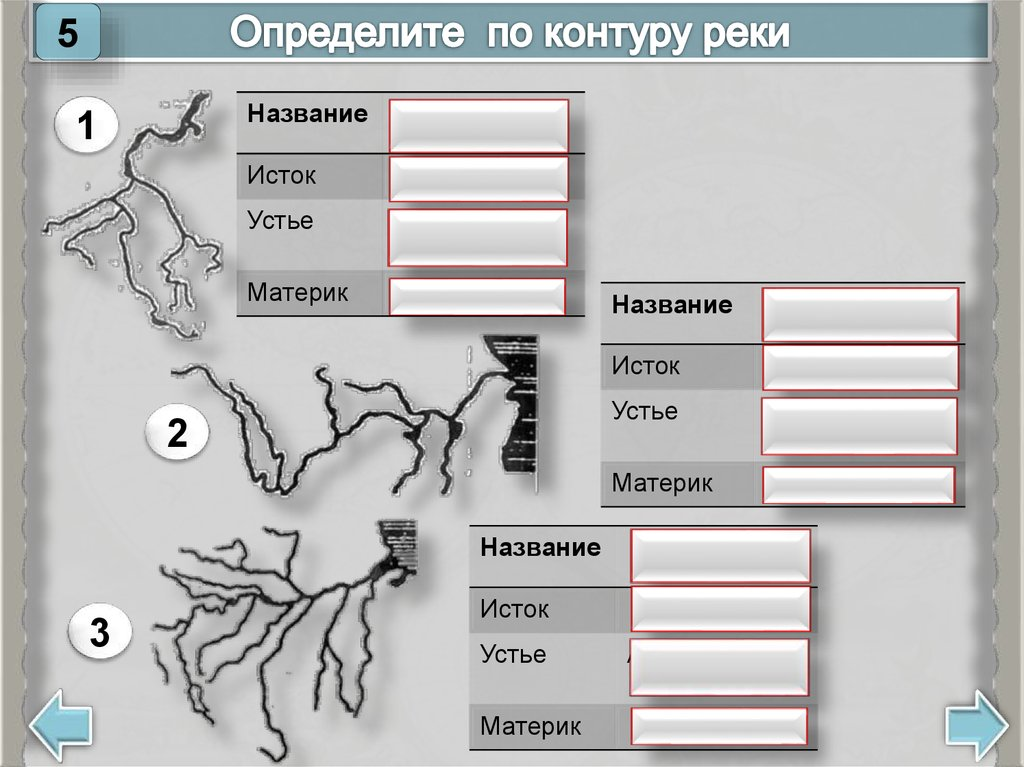 5
Определите по контуру реки
1
Название
Исток
Устье
Материк
2
Название
Исток
Устье
Материк
3
Название
Исток
Устье
Материк